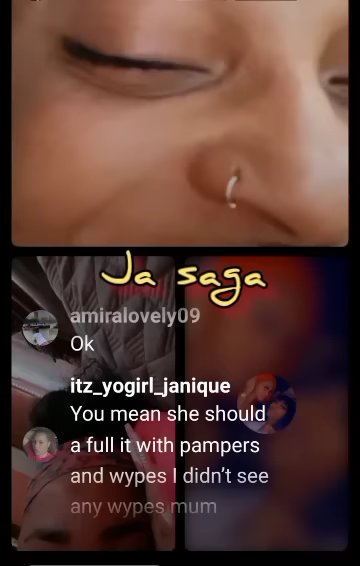 Ja saga
amiralovely09
Ok
itz_yogirl_janique
You mean she should
a full it with pampers
and wypes I didn't see
any wypes mum